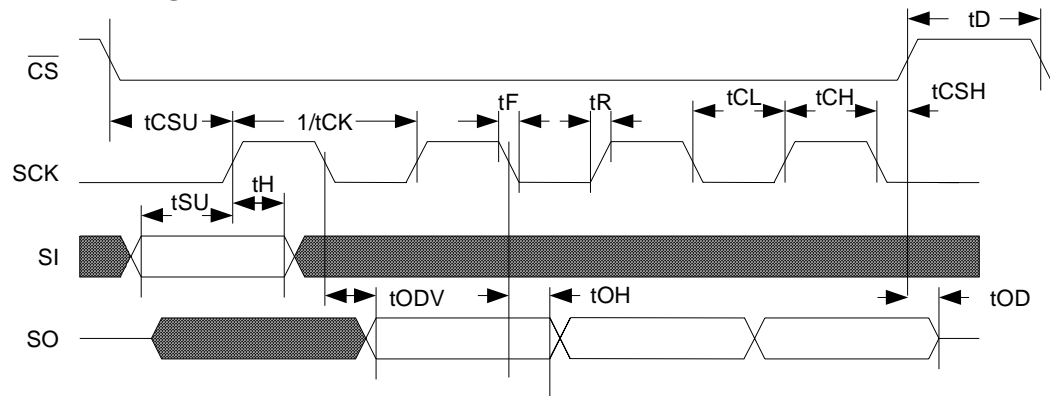 tD
CS
tCSU
1/tCK
tF
tR
tCL
tCH
tCSH
SCK
tSU
tH
SI
tODV
tOH
tOD
SO